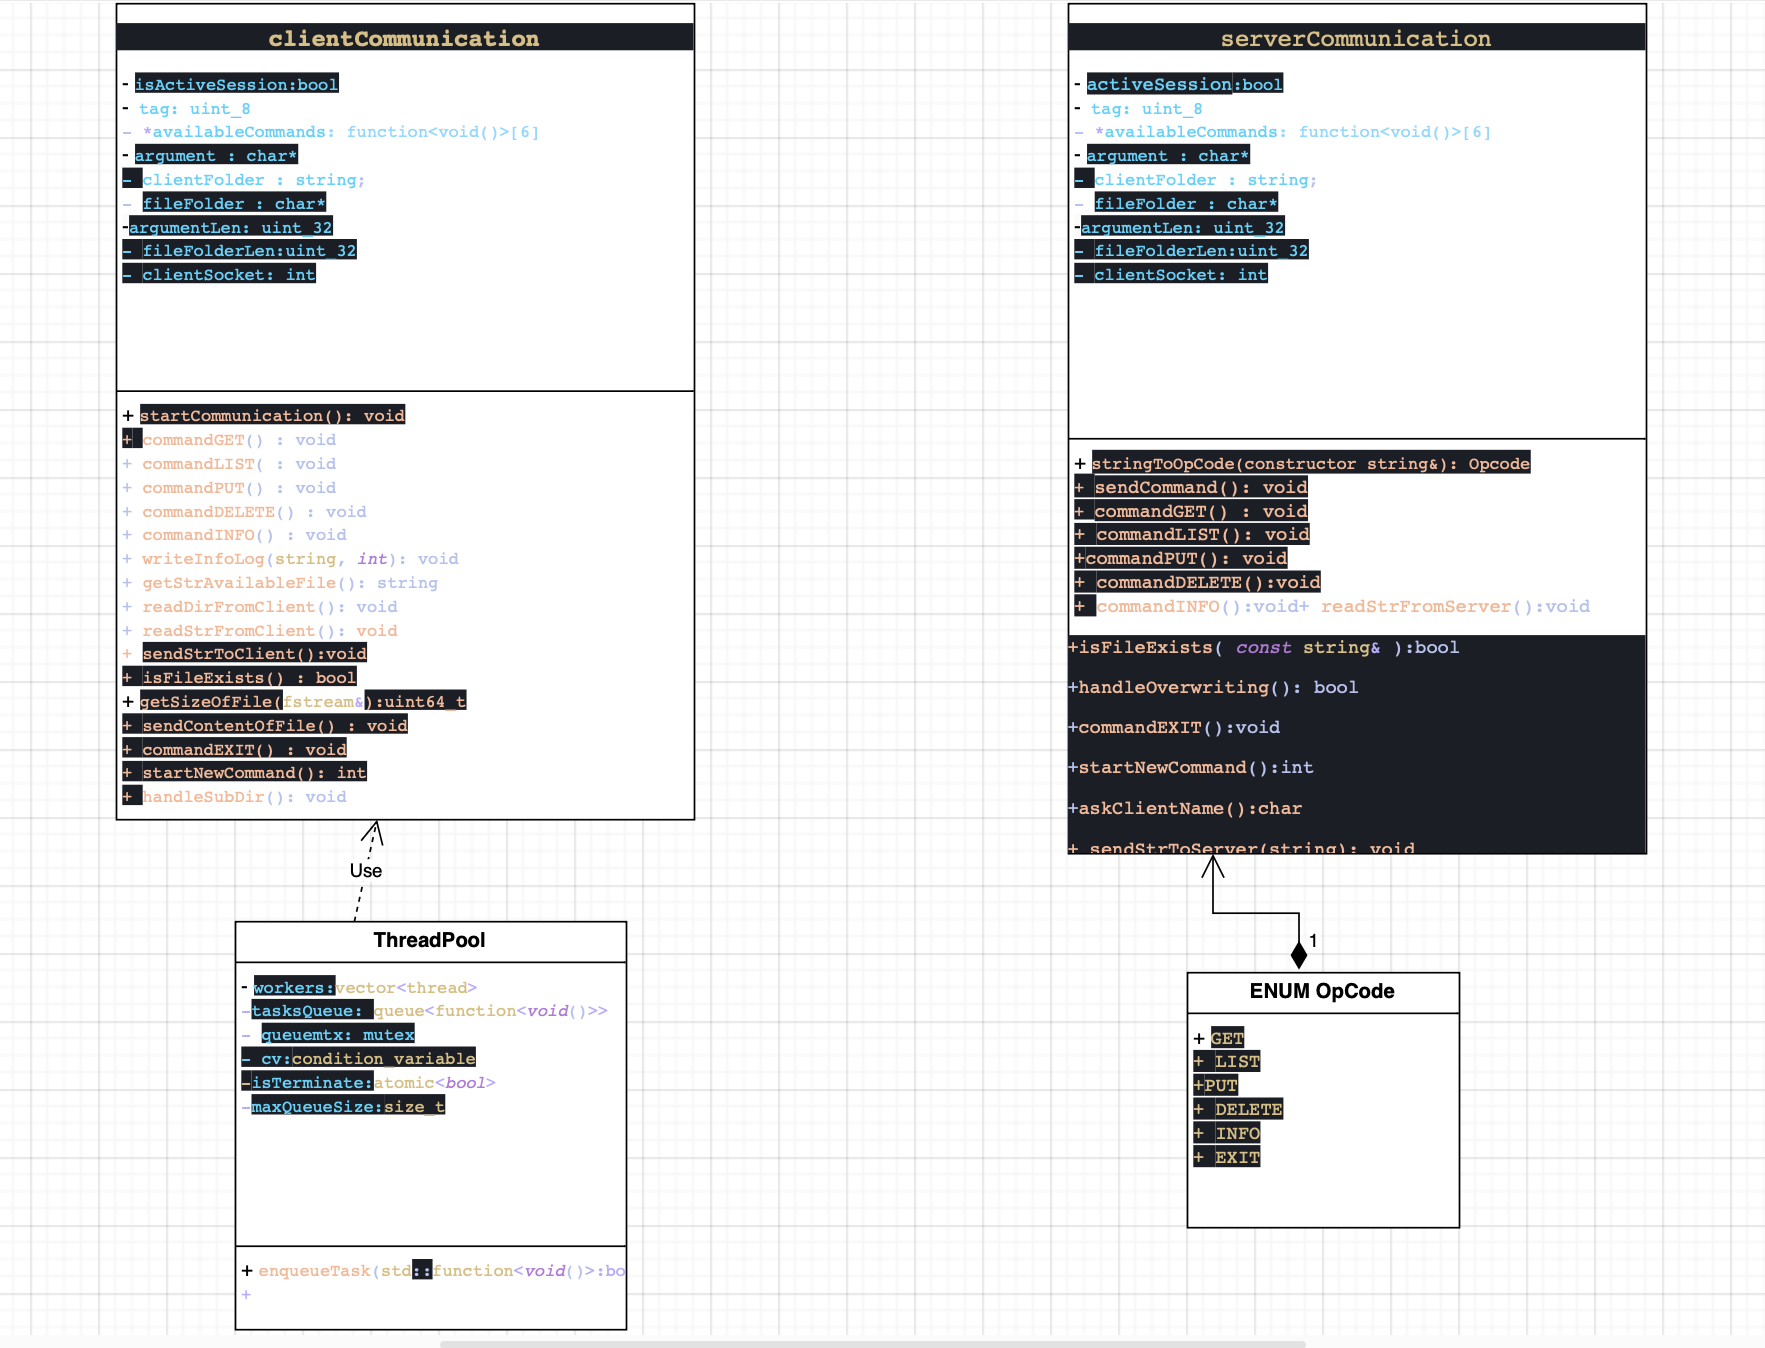 clientCommunication
- isActiveSession:bool
- tag: uint_8
- *availableCommands: function<void()>[6]
- argument : char*
- clientFolder : string;
- fileFolder : char*
-argumentLen: uint_32
- fileFolderLen:uint_32
- clientSocket: int
+ startCommunication(): void
+ commandGET() : void
+ commandLIST( : void
+ commandPUT() : void
+ commandDELETE() : void
+ commandINFO() : void
+ writeInfoLog(string, int): void
+ getStrAvailableFile(): string
+ readDirFromClient(): void
+ readStrFromClient(): void
+ sendStrToClient():void
+ isFileExists() : bool
+ getSizeOfFile(fstream&):uint64_t
+ sendContentOfFile() : void
+ commandEXIT() : void
+ startNewCommand(): int
+ handleSubDir(): void
Use
ThreadPool
- workers:vector<thread>
-tasksQueue: queue<function<void()>>
- queuemtx: mutex
- cv:condition_variable
-isTerminate:atomic<bool>
-maxQueueSize:size_t
+ enqueueTask(std::function<void()>:bo
+
serverCommunication
- activeSession:bool
- tag: uint_8
- *availableCommands: function<void()>[6]
- argument : char*
- clientFolder : string;
- fileFolder : char*
-argumentLen: uint_32
- fileFolderLen:uint_32
- clientSocket: int
+ stringToOpCode(constructor string&): Opcode
+ sendCommand(): void
+ commandGET() : void
+ commandLIST(): void
+commandPUT(): void
+ commandDELETE():void
+ commandINFO():void+ readStrFromServer():void
+isFileExists( const string& ):bool
+handleOverwriting(): bool
+commandEXIT():void
+startNewCommand():int
+askClientName():char
+ sendStrToServer(string): void
1
ENUM OpCode
+ GET
+ LIST
+PUT
+ DELETE
+ INFO
+ EXIT